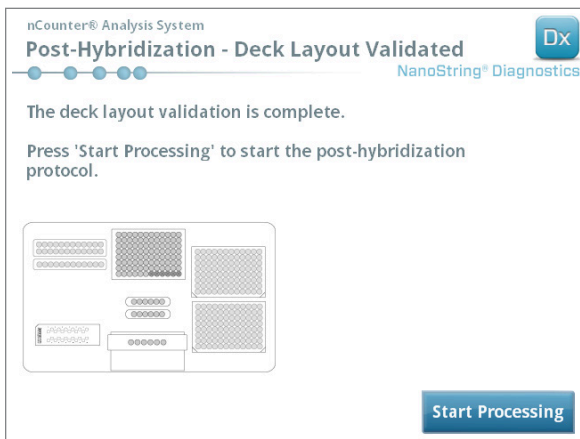 nCounter® Analysis System
Post-Hybridization - Deck Layout Validated
Dx
NanoString® Diagnostics
The deck layout validation is complete.
Press 'Start Processing' to start the post-hybridization
protocol.
Start Processing